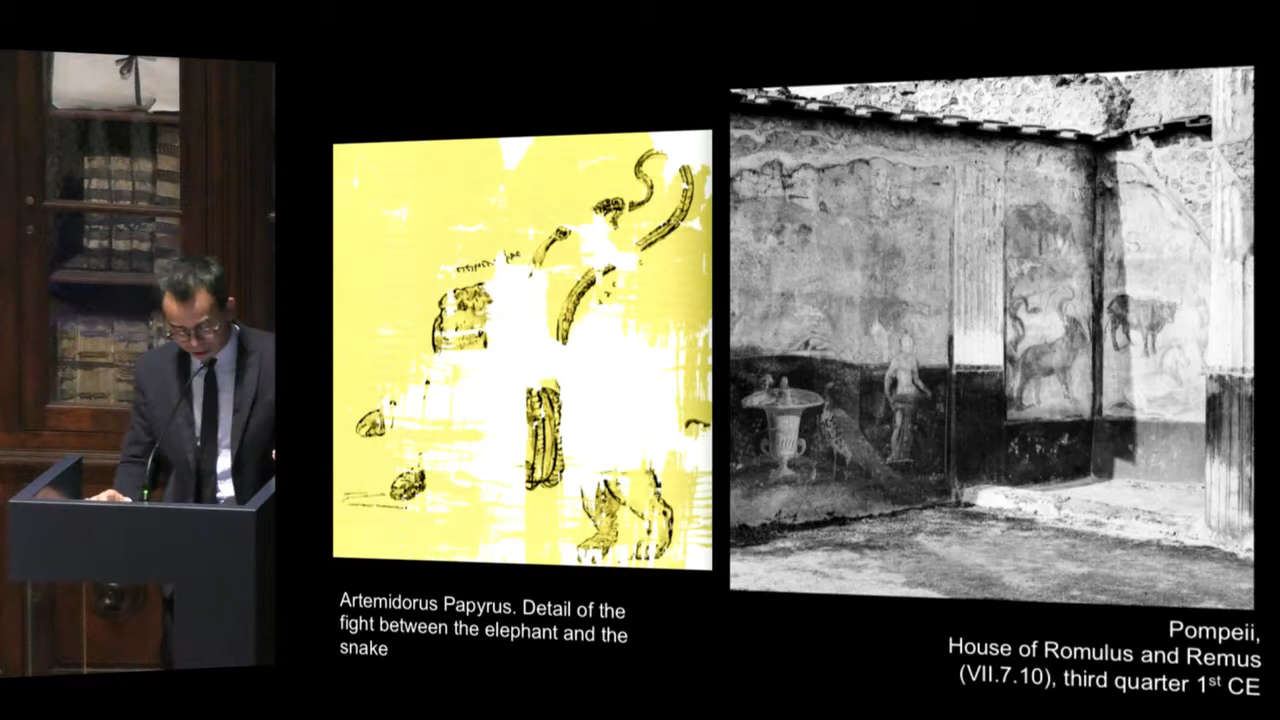 Artemidorus Papyrus. Detail of the
fight between the elephant and the
snake
Pompeii,
House of Romulus and Remus
(VII.7.10), third quarter 1st CE